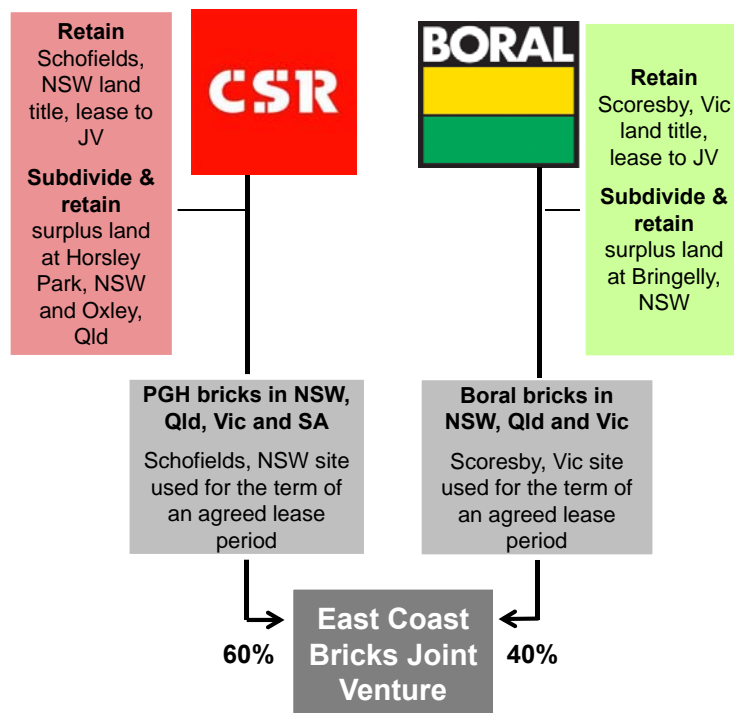 Retain
Schofields,
NSW land
title, lease to
JV
Subdivide &
retain
surplus land
at Horsley
Park, NSW
and Oxley,
Qld
CSR
BORAL
Retain
Scoresby, Vic
land title,
lease to JV
Subdivide &
retain
surplus land
at Bringelly,
NSW
PGH bricks in NSW,
Qld, Vic and SA
Schofields, NSW site
used for the term of
an agreed lease
period
Boral bricks in
NSW, Qld and Vic
Scoresby, Vic site
used for the term of
an agreed lease
period
60%
East Coast
Bricks Joint
Venture
40%